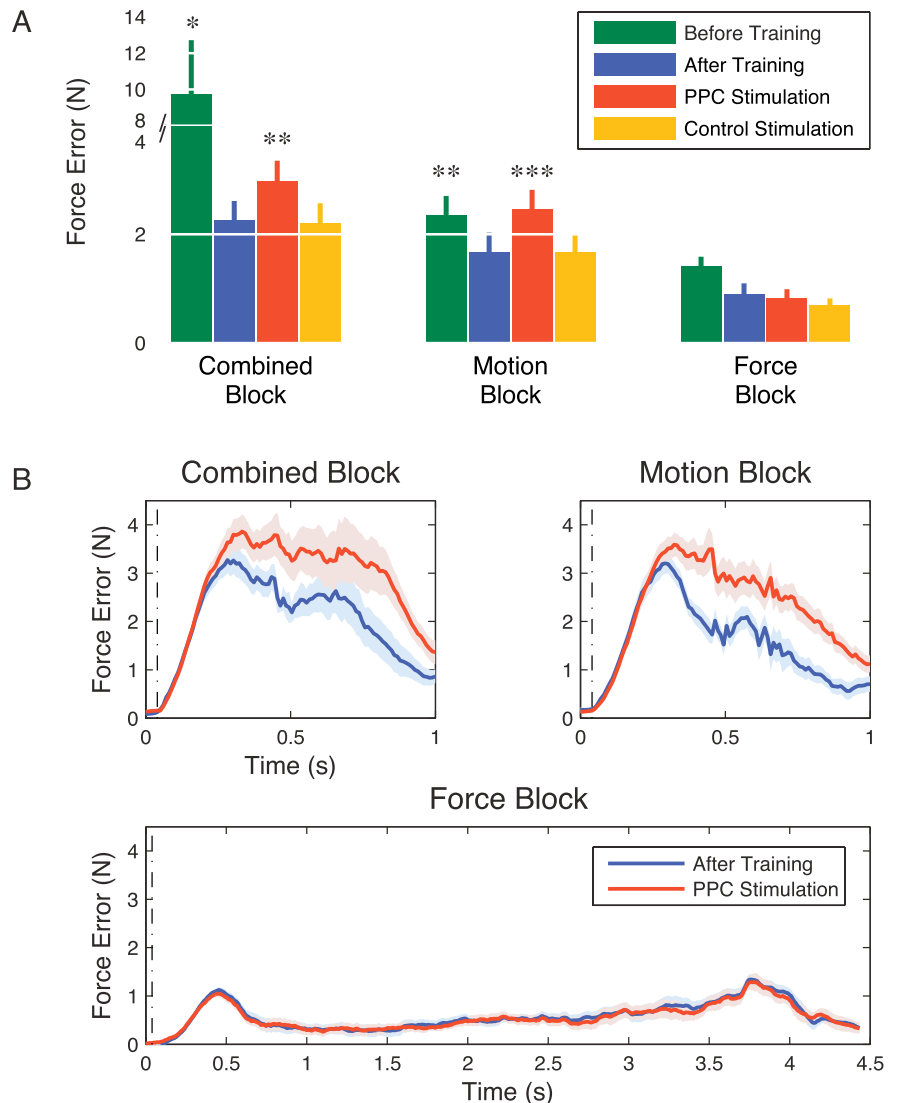 A
Force Error (N)
14
12
10
8
4
2
0
*
**
**
***
Before Training
After Training
PPC Stimulation
Control Stimulation
Combined
Block
Motion
Block
Force
Block
B
Combined Block
Force Error (N)
4
3
2
1
0
0
0.5
1
Time (s)
Motion Block
4
3
2
1
0
0
0.5
1
Force Block
Force Error (N)
4
3
2
1
0
After Training
PPC Stimulation
0
0.5
1
1.5
2
2.5
3
3.5
4
4.5
Time (s)